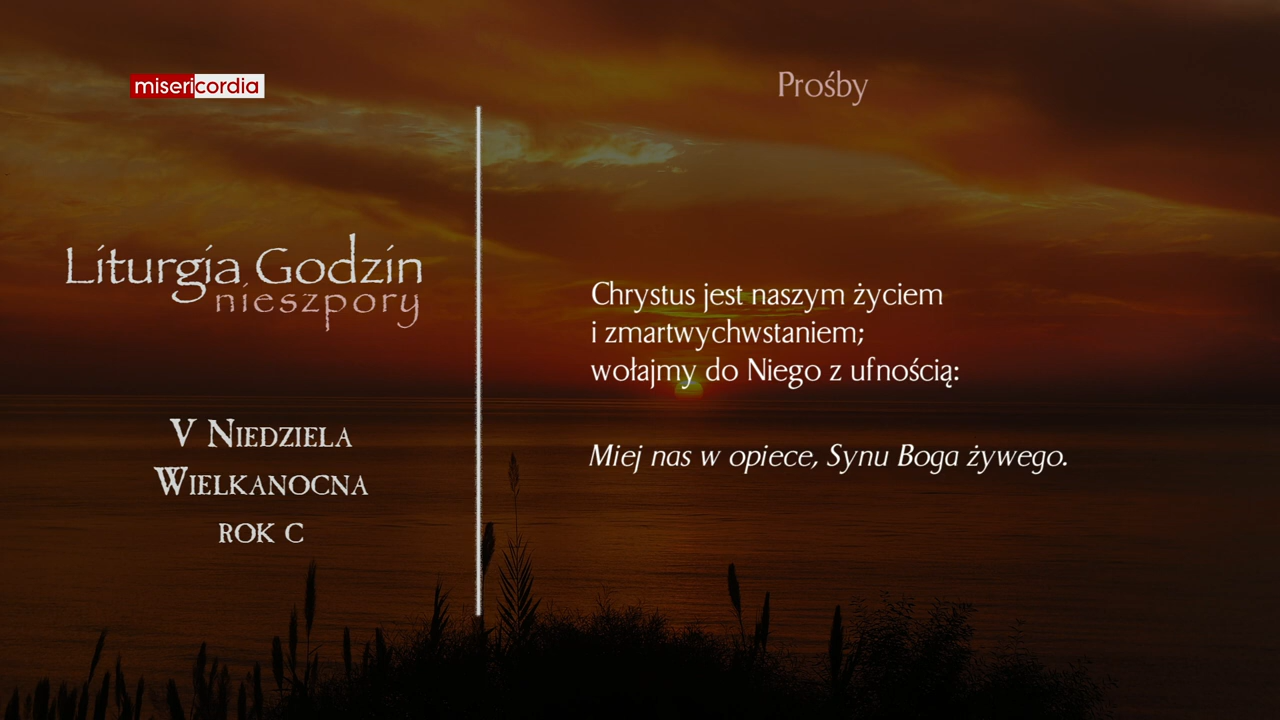 misericordia
Liturgia Godzin
nieszpory
V Niedziela
Wielkanocna
rok C
Prośby
Chrystus jest naszym życiem
i zmartwychwstaniem;
wołajmy do Niego z ufnością:
Miej nas w opiece, Synu Boga żywego.